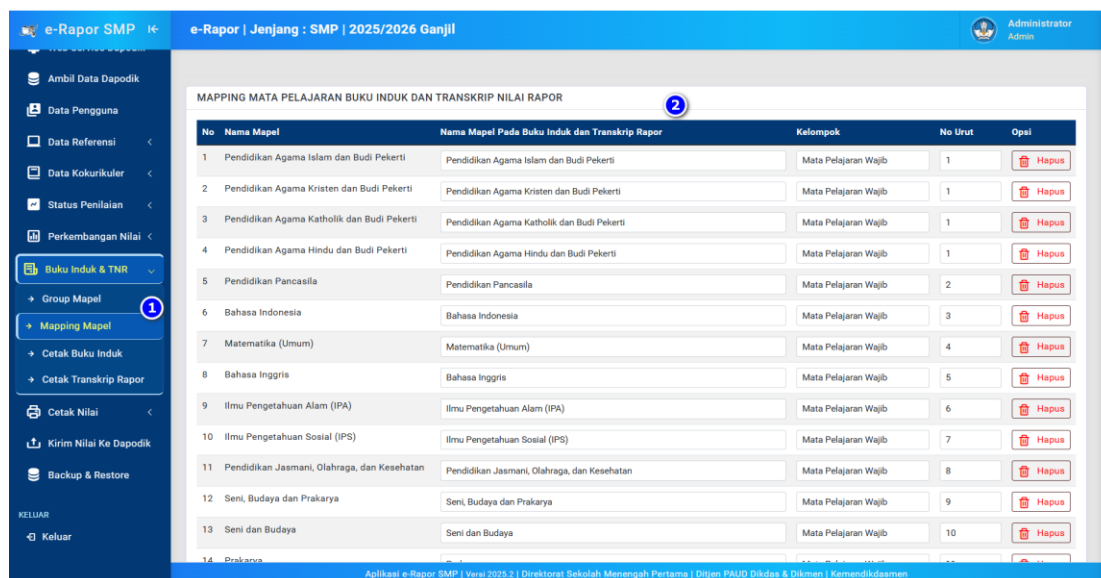 e-Rapor SMP
e-Rapor | Jenjang : SMP | 2025/2026 Ganjil
Administrator
Admin
Ambil Data Dapodik
Data Pengguna
Data Referensi
Data Kokurikuler
Status Penilaian
Perkembangan Nilai
Buku Induk & TNR
Group Mapel
1
Mapping Mapel
Cetak Buku Induk
Cetak Transkrip Rapor
Cetak Nilai
Kirim Nilai Ke Dapodik
Backup & Restore
KELUAR
Keluar
MAPPING MATA PELAJARAN BUKU INDUK DAN TRANSKRIP NILAI RAPOR
2
No Nama Mapel Nama Mapel Pada Buku Induk dan Transkrip Rapor Kelompok No Urut Opsi
1 Pendidikan Agama Islam dan Budi Pekerti Pendidikan Agama Islam dan Budi Pekerti Mata Pelajaran Wajib 1 Hapus
2 Pendidikan Agama Kristen dan Budi Pekerti Pendidikan Agama Kristen dan Budi Pekerti Mata Pelajaran Wajib 1 Hapus
3 Pendidikan Agama Katholik dan Budi Pekerti Pendidikan Agama Katholik dan Budi Pekerti Mata Pelajaran Wajib 1 Hapus
4 Pendidikan Agama Hindu dan Budi Pekerti Pendidikan Agama Hindu dan Budi Pekerti Mata Pelajaran Wajib 1 Hapus
5 Pendidikan Pancasila Pendidikan Pancasila Mata Pelajaran Wajib 2 Hapus
6 Bahasa Indonesia Bahasa Indonesia Mata Pelajaran Wajib 3 Hapus
7 Matematika (Umum) Matematika (Umum) Mata Pelajaran Wajib 4 Hapus
8 Bahasa Inggris Bahasa Inggris Mata Pelajaran Wajib 5 Hapus
9 Ilmu Pengetahuan Alam (IPA) Ilmu Pengetahuan Alam (IPA) Mata Pelajaran Wajib 6 Hapus
10 Ilmu Pengetahuan Sosial (IPS) Ilmu Pengetahuan Sosial (IPS) Mata Pelajaran Wajib 7 Hapus
11 Pendidikan Jasmani, Olahraga, dan Kesehatan Pendidikan Jasmani, Olahraga, dan Kesehatan Mata Pelajaran Wajib 8 Hapus
12 Seni, Budaya dan Prakarya Seni, Budaya dan Prakarya Mata Pelajaran Wajib 9 Hapus
13 Seni dan Budaya Seni dan Budaya Mata Pelajaran Wajib 10 Hapus
14 Prakarya
Aplikasi e-Rapor SMP | Versi 2025.2 | Direktorat Sekolah Menengah Pertama | Ditjen PAUD Dikdas & Dikmen | Kemendikdasmen